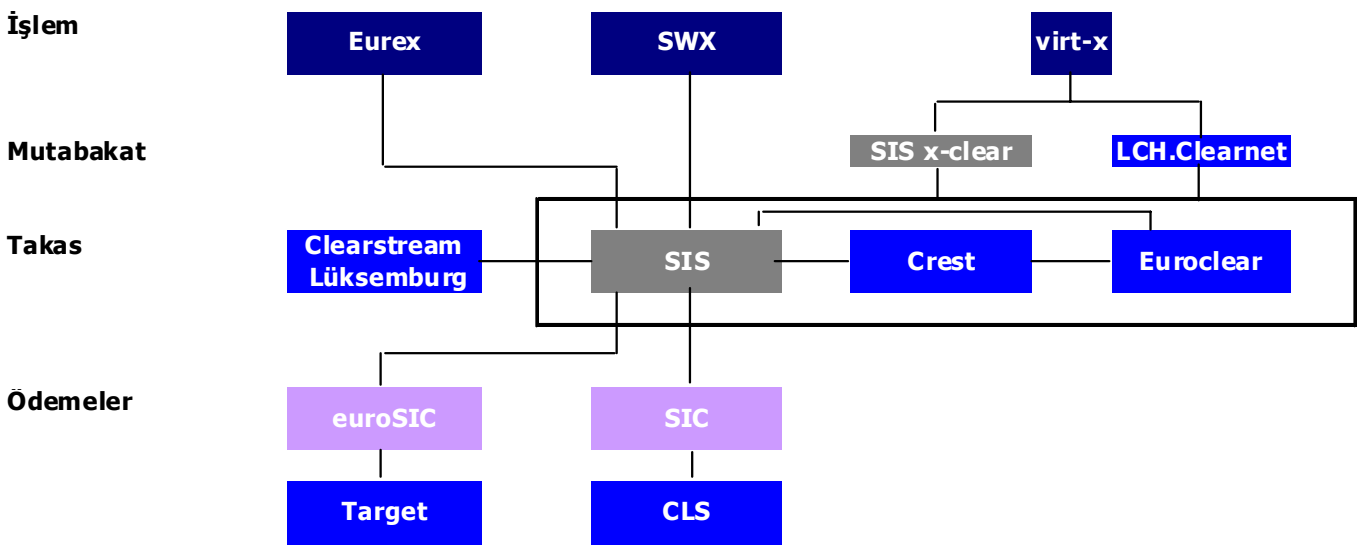 İşlem
Eurex
SWX
virt-x
Mutabakat
SIS x-clear
LCH.Clearnet
Takas
Clearstream
Lüksemburg
SIS
Crest
Euroclear
Ödemeler
euroSIC
SIC
Target
CLS